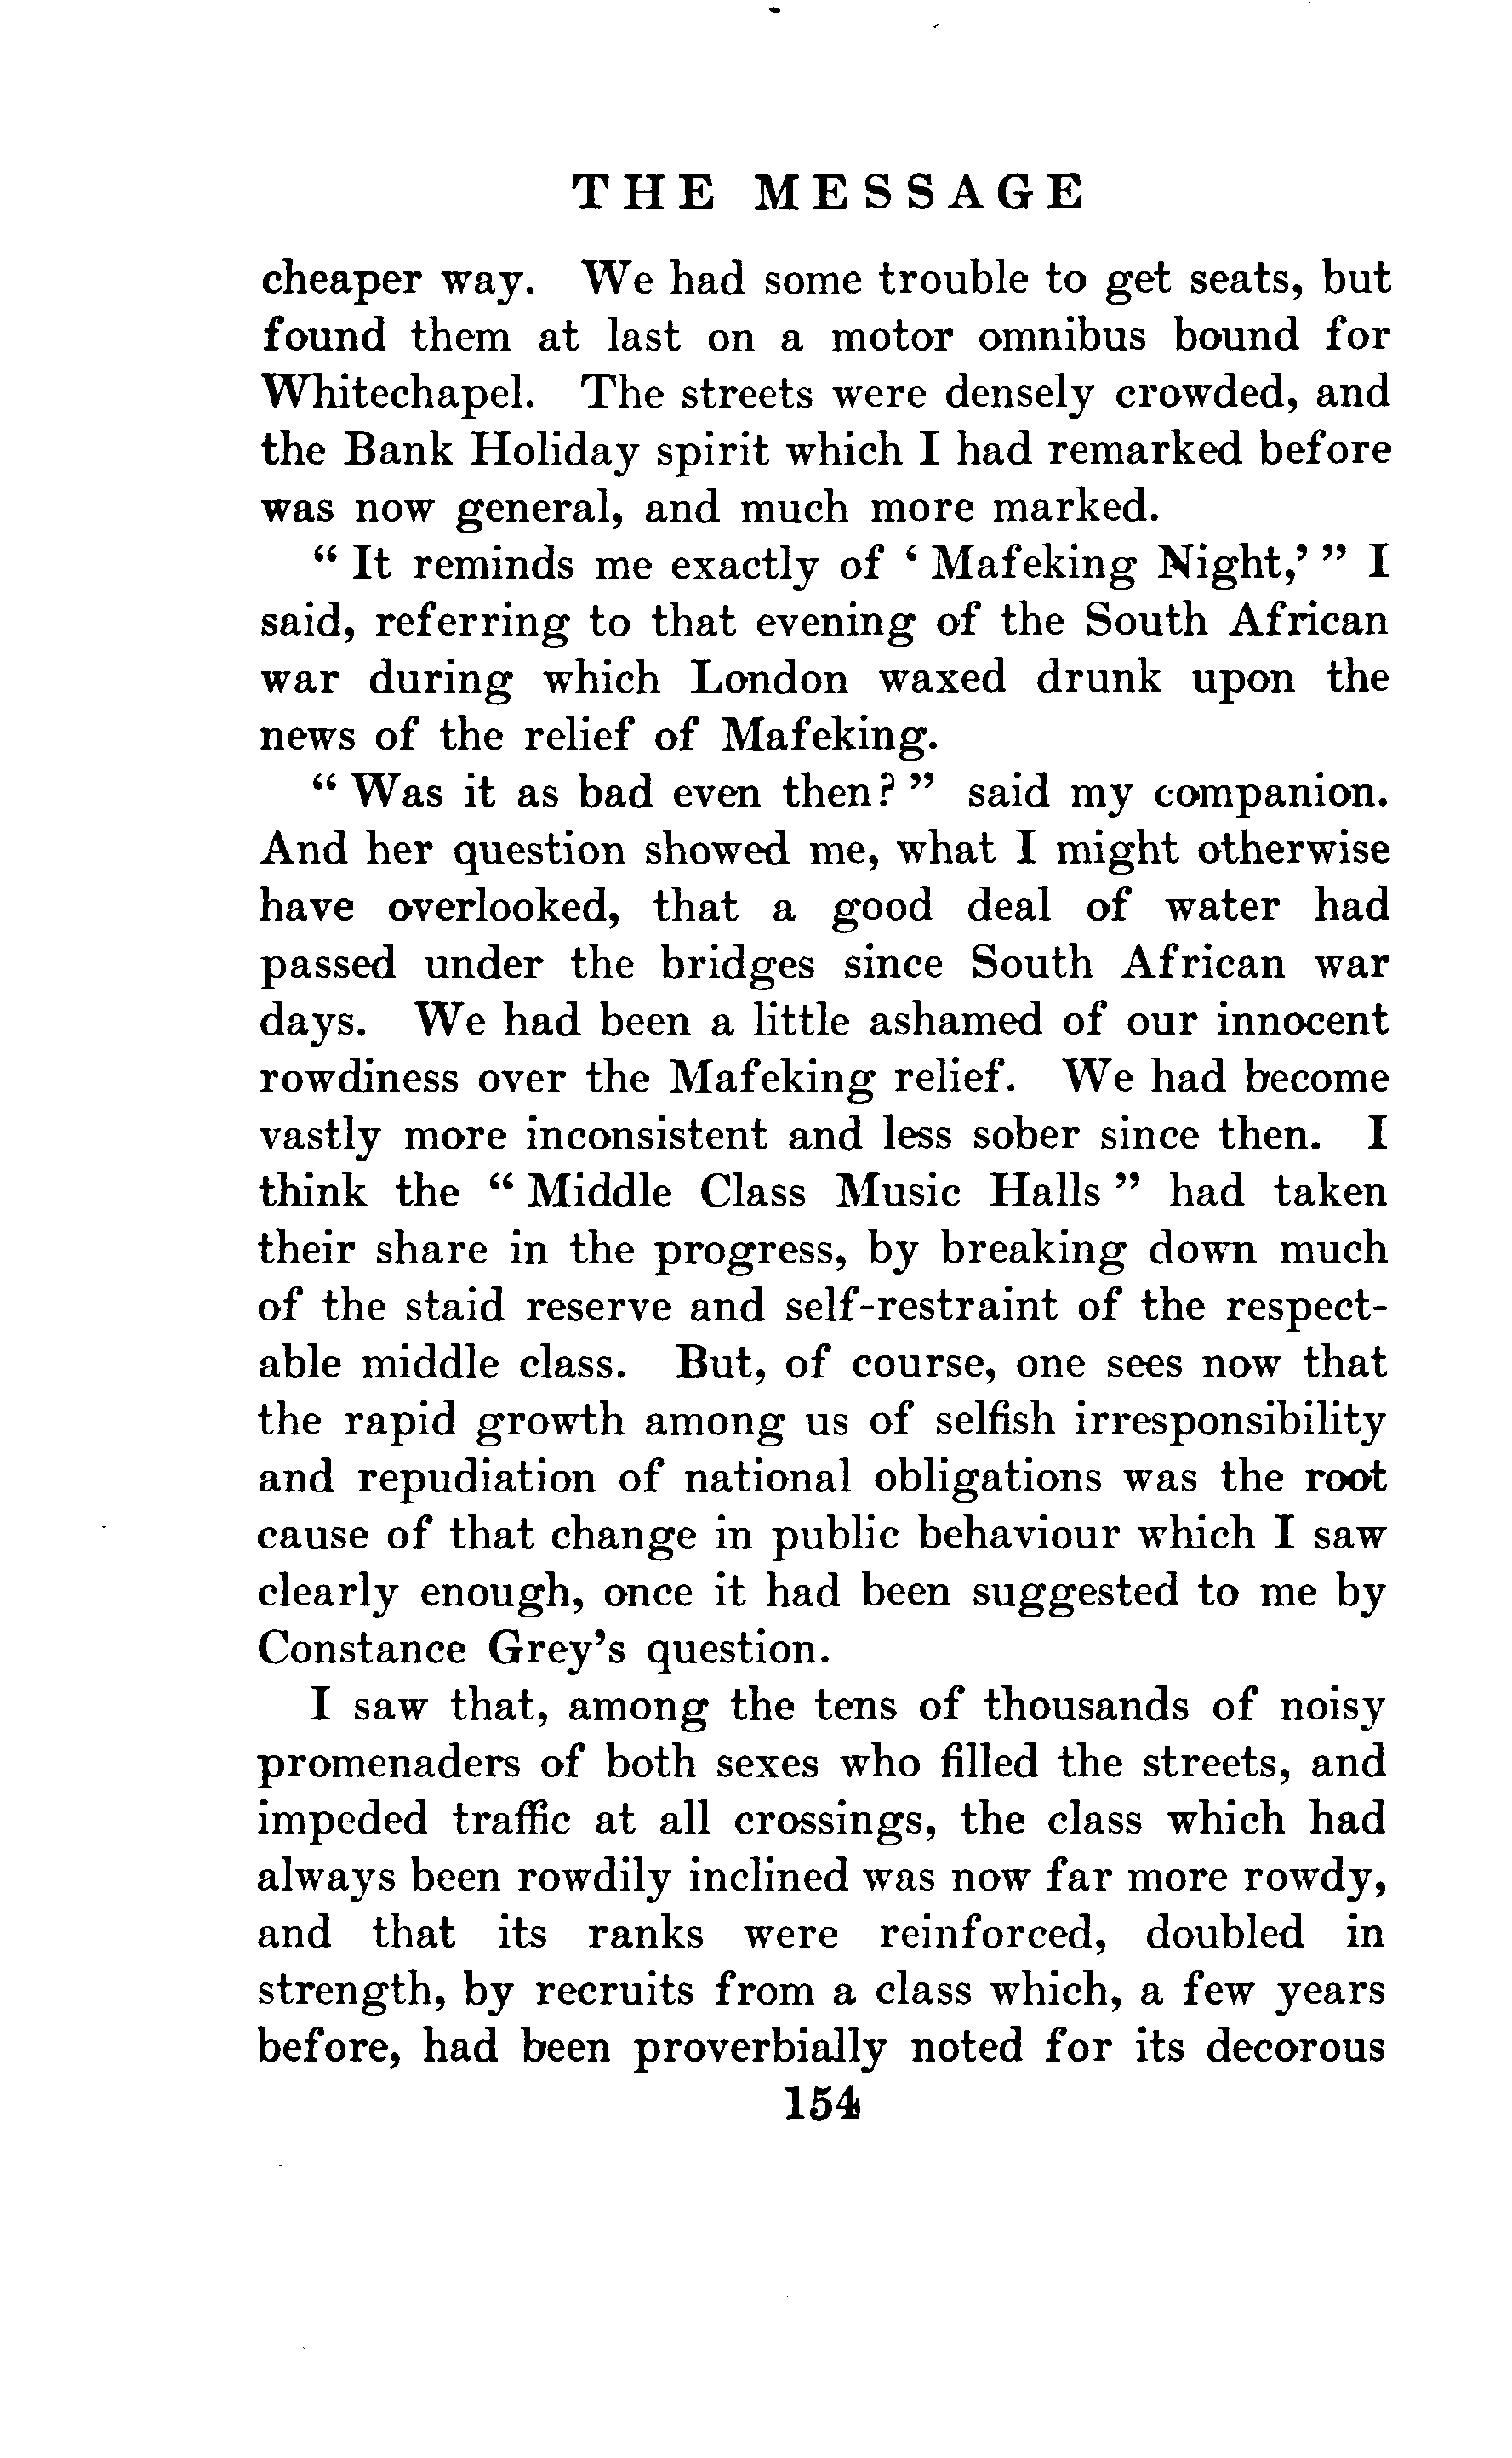 THE MESSAGE
cheaper way. We had some trouble to get seats, but
found them at last on a motor omnibus bound for
Whitechapel. The streets were densely crowded, and
the Bank Holiday spirit which I had remarked before
was now general, and much more marked.
“ It reminds me exactly of ‘ Mafeking Night,’ ” I
said, referring to that evening of the South African
war during which London waxed drunk upon the
news of the relief of Mafeking.
“ Was it as bad even then? ” said my companion.
And her question showed me, what I might otherwise
have overlooked, that a good deal of water had
passed under the bridges since South African war
days. We had been a little ashamed of our innocent
rowdiness over the Mafeking relief. We had become
vastly more inconsistent and less sober since then. I
think the “ Middle Class Music Halls ” had taken
their share in the progress, by breaking down much
of the staid reserve and self-restraint of the respect-
able middle class. But, of course, one sees now that
the rapid growth among us of selfish irresponsibility
and repudiation of national obligations was the root
cause of that change in public behaviour which I saw
clearly enough, once it had been suggested to me by
Constance Grey’s question.
I saw that, among the tens of thousands of noisy
promenaders of both sexes who filled the streets, and
impeded traffic at all crossings, the class which had
always been rowdily inclined was now far more rowdy,
and that its ranks were reinforced, doubled in
strength, by recruits from a class which, a few years
before, had been proverbially noted for its decorous
154